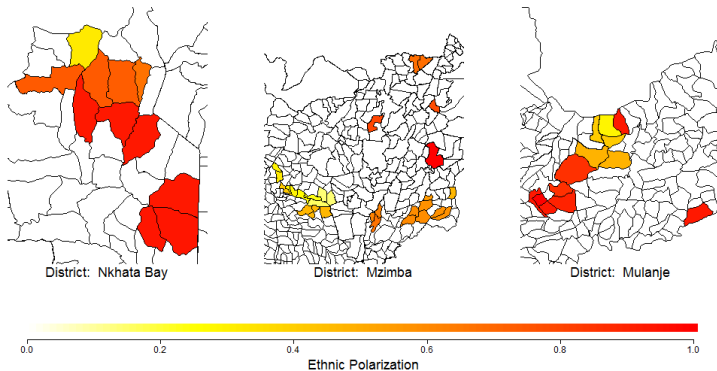 District: Nkhata Bay
District: Mzimba
District: Mulanje
0.0 0.2 0.4 0.6 0.8 1.0
Ethnic Polarization